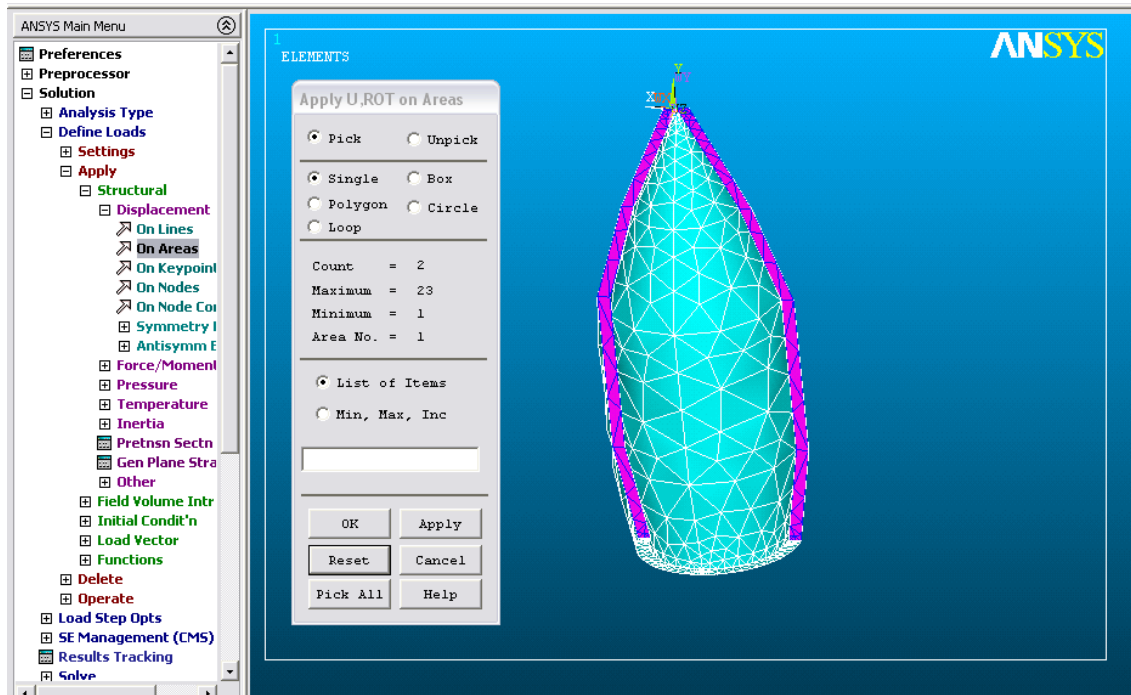 ANSYS Main Menu
Preferences
Preprocessor
Solution
Analysis Type
Define Loads
Settings
Apply
Structural
Displacement
On Lines
On Areas
On Keypoint
On Nodes
On Node Cor
Symmetry
Antisymm B
Force/Moment
Pressure
Temperature
Inertia
Pretnsn Sectn
Gen Plane Stra
Other
Field Volume Intr
Initial Condit'n
Load Vector
Functions
Delete
Operate
Load Step Opts
SE Management (CMS)
Results Tracking
Solve
1
ELEMENTS
ANSYS
Y
X
Apply U,ROT on Areas
Pick Unpick
Single Box
Polygon Circle
Loop
Count = 2
Maximum = 23
Minimum = 1
Area No. = 1
List of Items
Min, Max, Inc
OK Apply
Reset Cancel
Pick All Help